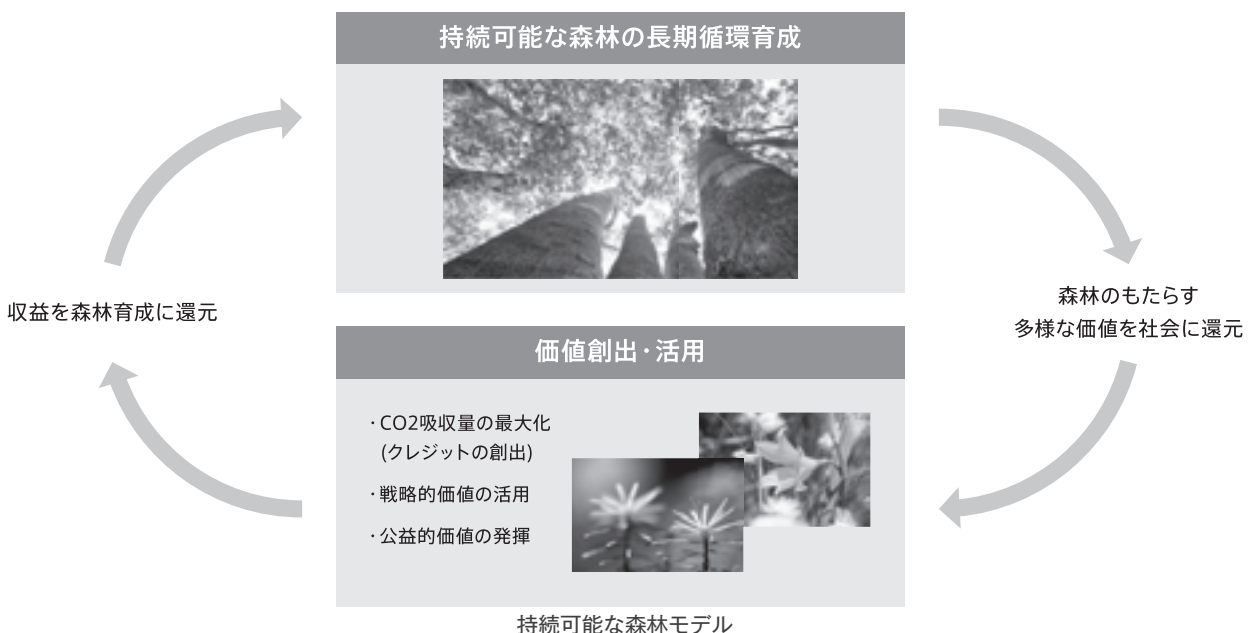 持続可能な森林の長期循環育成
収益を森林育成に還元
森林のもたらす
多様な価値を社会に還元
価値創出・活用
・CO2吸収量の最大化
(クレジットの創出)
・戦略的価値の活用
・公益的価値の発揮
持続可能な森林モデル